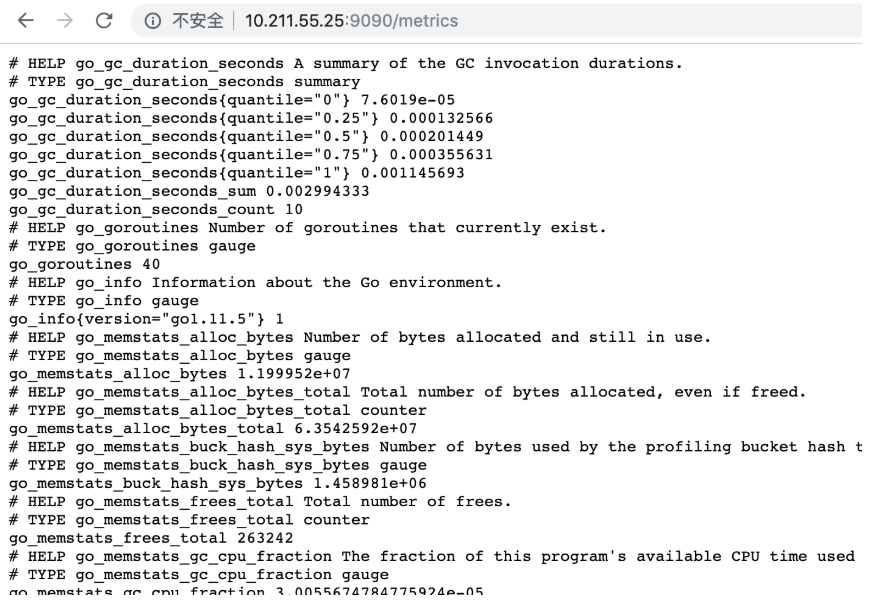 不安全 10.211.55.25:9090/metrics
# HELP go_gc_duration_seconds A summary of the GC invocation durations.
# TYPE go_gc_duration_seconds summary
go_gc_duration_seconds{quantile="0"} 7.6019e-05
go_gc_duration_seconds{quantile="0.25"} 0.000132566
go_gc_duration_seconds{quantile="0.5"} 0.000201449
go_gc_duration_seconds{quantile="0.75"} 0.000355631
go_gc_duration_seconds{quantile="1"} 0.001145693
go_gc_duration_seconds_sum 0.002994333
go_gc_duration_seconds_count 10
# HELP go_goroutines Number of goroutines that currently exist.
# TYPE go_goroutines gauge
go_goroutines 40
# HELP go_info Information about the Go environment.
# TYPE go_info gauge
go_info{version="go1.11.5"} 1
# HELP go_memstats_alloc_bytes Number of bytes allocated and still in use.
# TYPE go_memstats_alloc_bytes gauge
go_memstats_alloc_bytes 1.199952e+07
# HELP go_memstats_alloc_bytes_total Total number of bytes allocated, even if freed.
# TYPE go_memstats_alloc_bytes_total counter
go_memstats_alloc_bytes_total 6.3542592e+07
# HELP go_memstats_buck_hash_sys_bytes Number of bytes used by the profiling bucket hash t
# TYPE go_memstats_buck_hash_sys_bytes gauge
go_memstats_buck_hash_sys_bytes 1.458981e+06
# HELP go_memstats_frees_total Total number of frees.
# TYPE go_memstats_frees_total counter
go_memstats_frees_total 263242
# HELP go_memstats_gc_cpu_fraction The fraction of this program's available CPU time used
# TYPE go_memstats_gc_cpu_fraction gauge
go_memstats_gc_cpu_fraction 3.0055674784775924e-05